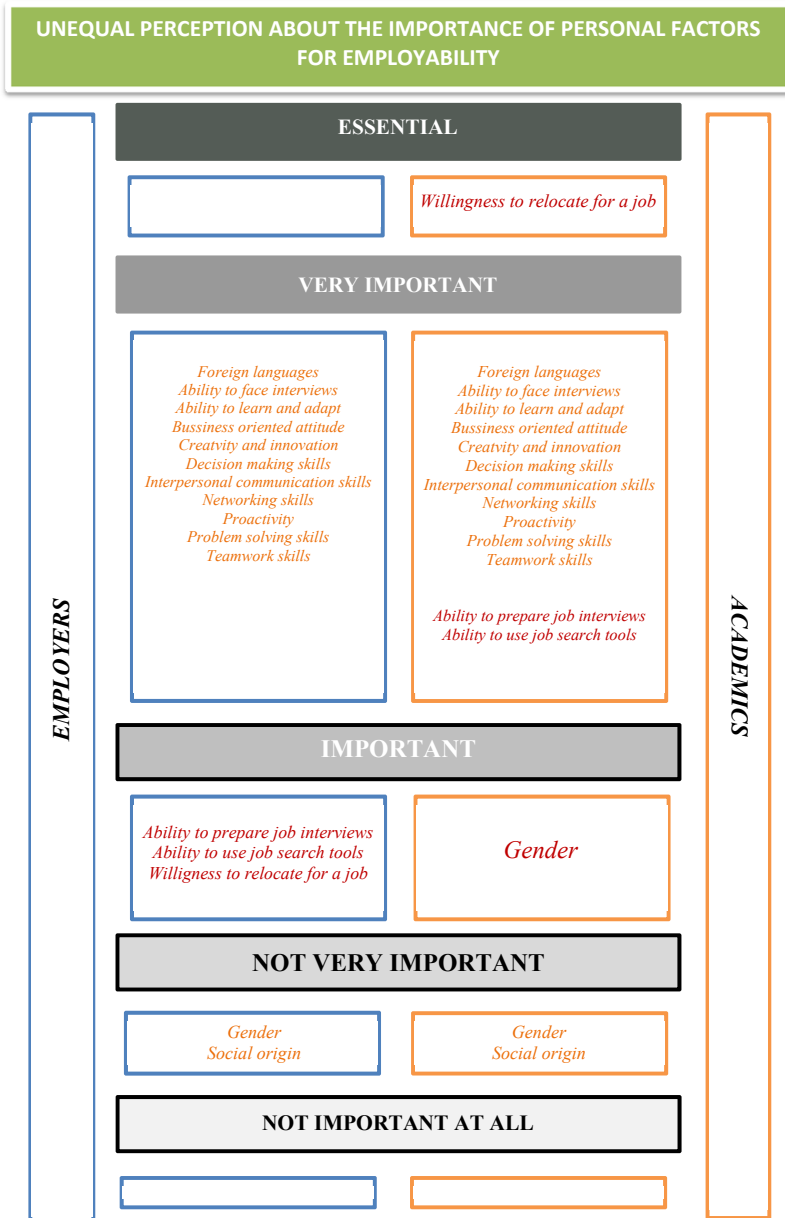 UNEQUAL PERCEPTION ABOUT THE IMPORTANCE OF PERSONAL FACTORS
FOR EMPLOYABILITY
EMPLOYERS
ESSENTIAL
Willingness to relocate for a job
VERY IMPORTANT
Foreign languages
Ability to face interviews
Ability to learn and adapt
Bussiness oriented attitude
Creatvity and innovation
Decision making skills
Interpersonal communication skills
Networking skills
Proactivity
Problem solving skills
Teamwork skills
Foreign languages
Ability to face interviews
Ability to learn and adapt
Bussiness oriented attitude
Creatvity and innovation
Decision making skills
Interpersonal communication skills
Networking skills
Proactivity
Problem solving skills
Teamwork skills
Ability to prepare job interviews
Ability to use job search tools
IMPORTANT
Ability to prepare job interviews
Ability to use job search tools
Willigness to relocate for a job
Gender
NOT VERY IMPORTANT
Gender
Social origin
Gender
Social origin
NOT IMPORTANT AT ALL
ACADEMICS